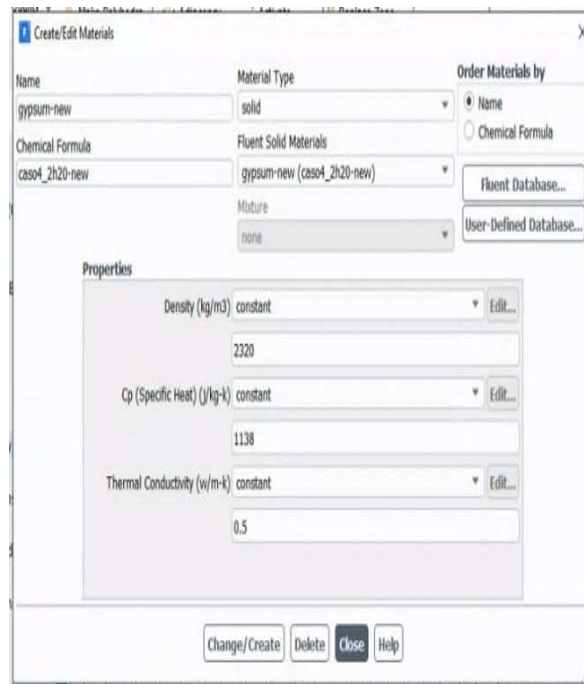 Create/Edit Materials
Name
gypsum-new
Chemical Formula
caso4_2h20-new
Material Type
solid
Fluent Solid Materials
gypsum-new (caso4_2h20-new)
Mixture
none
Order Materials by
Name
Chemical Formula
Fluent Database...
User-Defined Database...
Properties
Density (kg/m3) constant Edit...
2320
Cp (Specific Heat) (j/kg-k) constant Edit...
1138
Thermal Conductivity (w/m-k) constant Edit...
0.5
Change/Create Delete Close Help